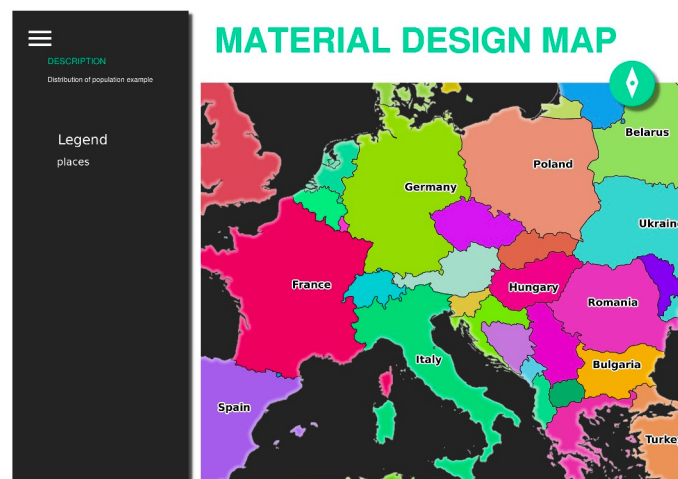 MATERIAL DESIGN MAP
DESCRIPTION
Distribution of population example
Legend
places
Belarus
Poland
Germany
Ukrain
France
Hungary
Romania
Italy
Bulgaria
Spain
Turke